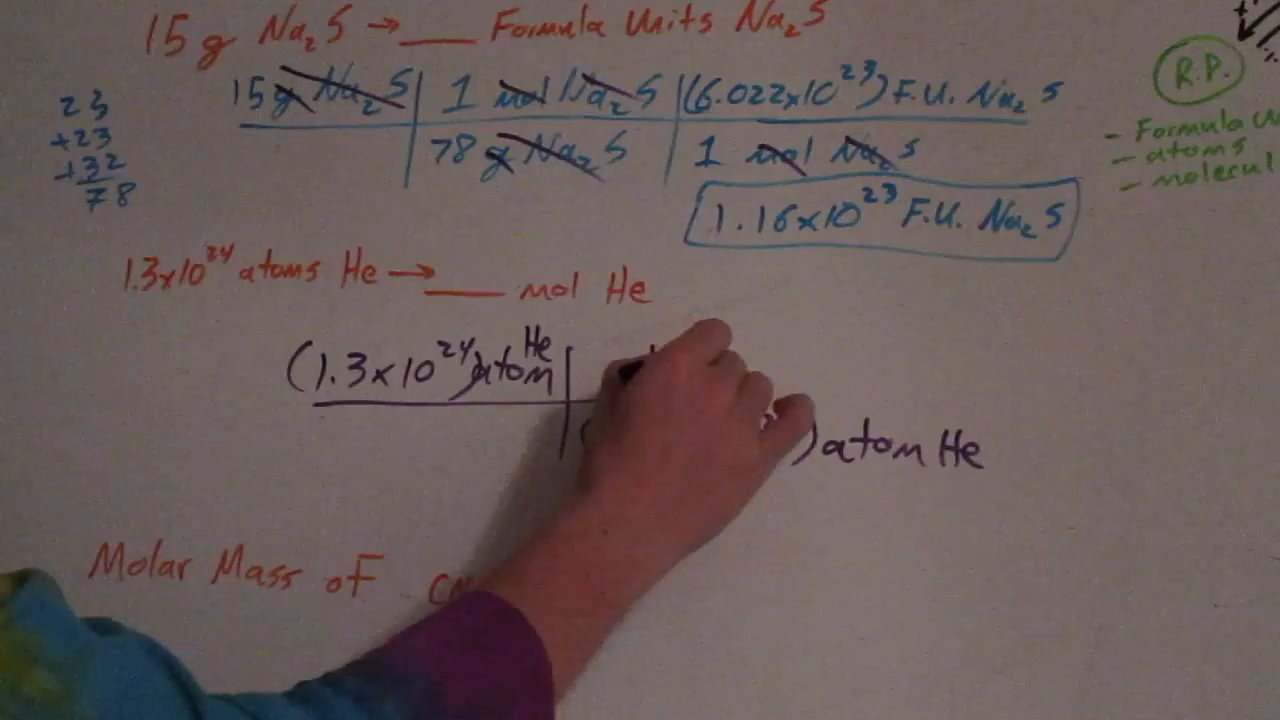 15 g Na₂S → ___ Formula Units Na₂S
23
+23
+32
78
15 g Na₂S | 1 mol Na₂S | (6.022x10²³) F.U. Na₂S
78 g Na₂S | 1 mol Na₂S
1.16x10²³ F.U. Na₂S
R.P.
- Formula
- atoms
-
1.3x10²⁴ atoms He → ___ mol He
(1.3x10²⁴) atom He
) atom He
Molar Mass of